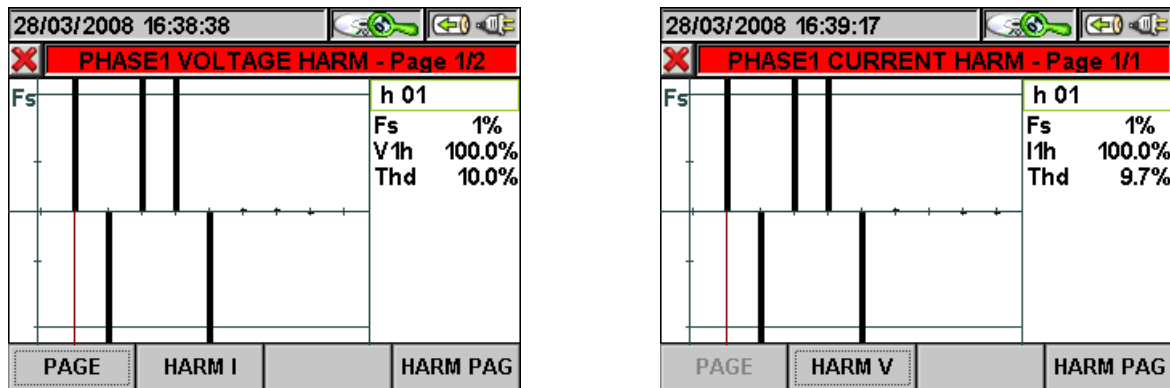 28/03/2008 16:38:38
PHASE1 VOLTAGE HARM - Page 1/2
Fs
h 01
Fs 1%
V1h 100.0%
Thd 10.0%
PAGE HARM I HARM PAG
28/03/2008 16:39:17
PHASE1 CURRENT HARM - Page 1/1
Fs
h 01
Fs 1%
I1h 100.0%
Thd 9.7%
PAGE HARM V HARM PAG